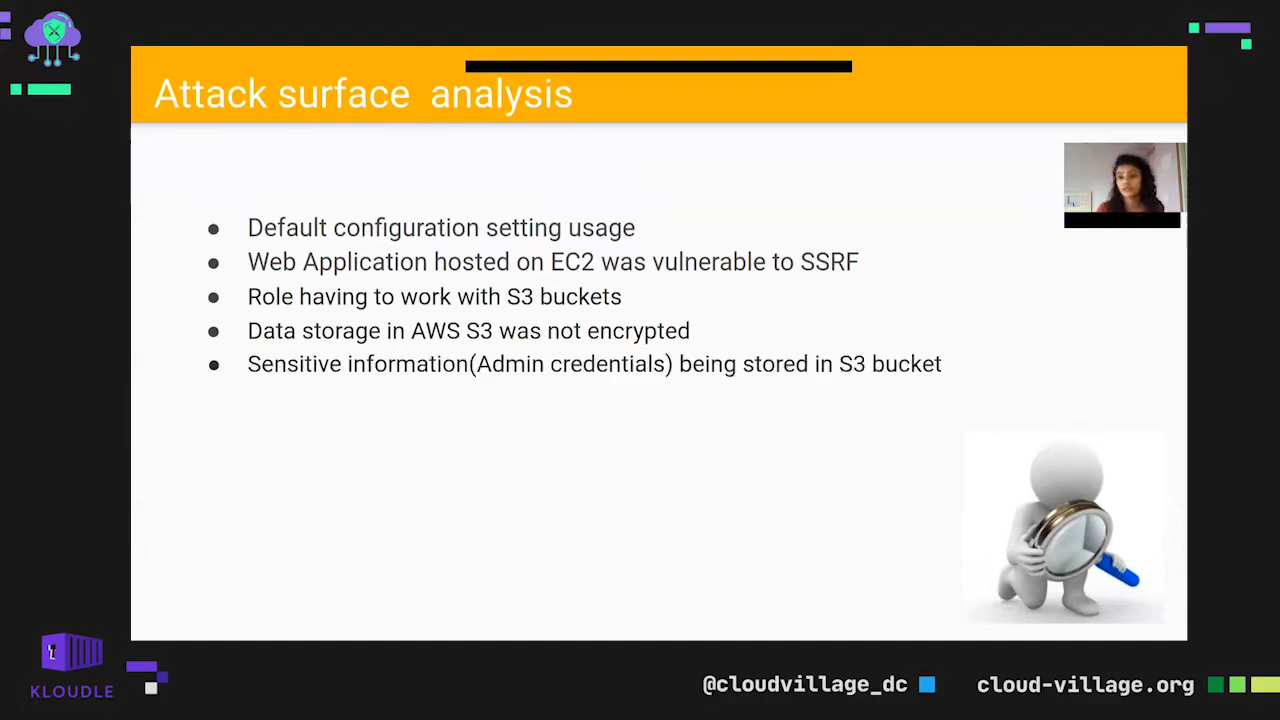 Attack surface analysis
Default configuration setting usage
Web Application hosted on EC2 was vulnerable to SSRF
Role having to work with S3 buckets
Data storage in AWS S3 was not encrypted
Sensitive information(Admin credentials) being stored in S3 bucket
KLOUDLE
@cloudvillage_dc
cloud-village.org